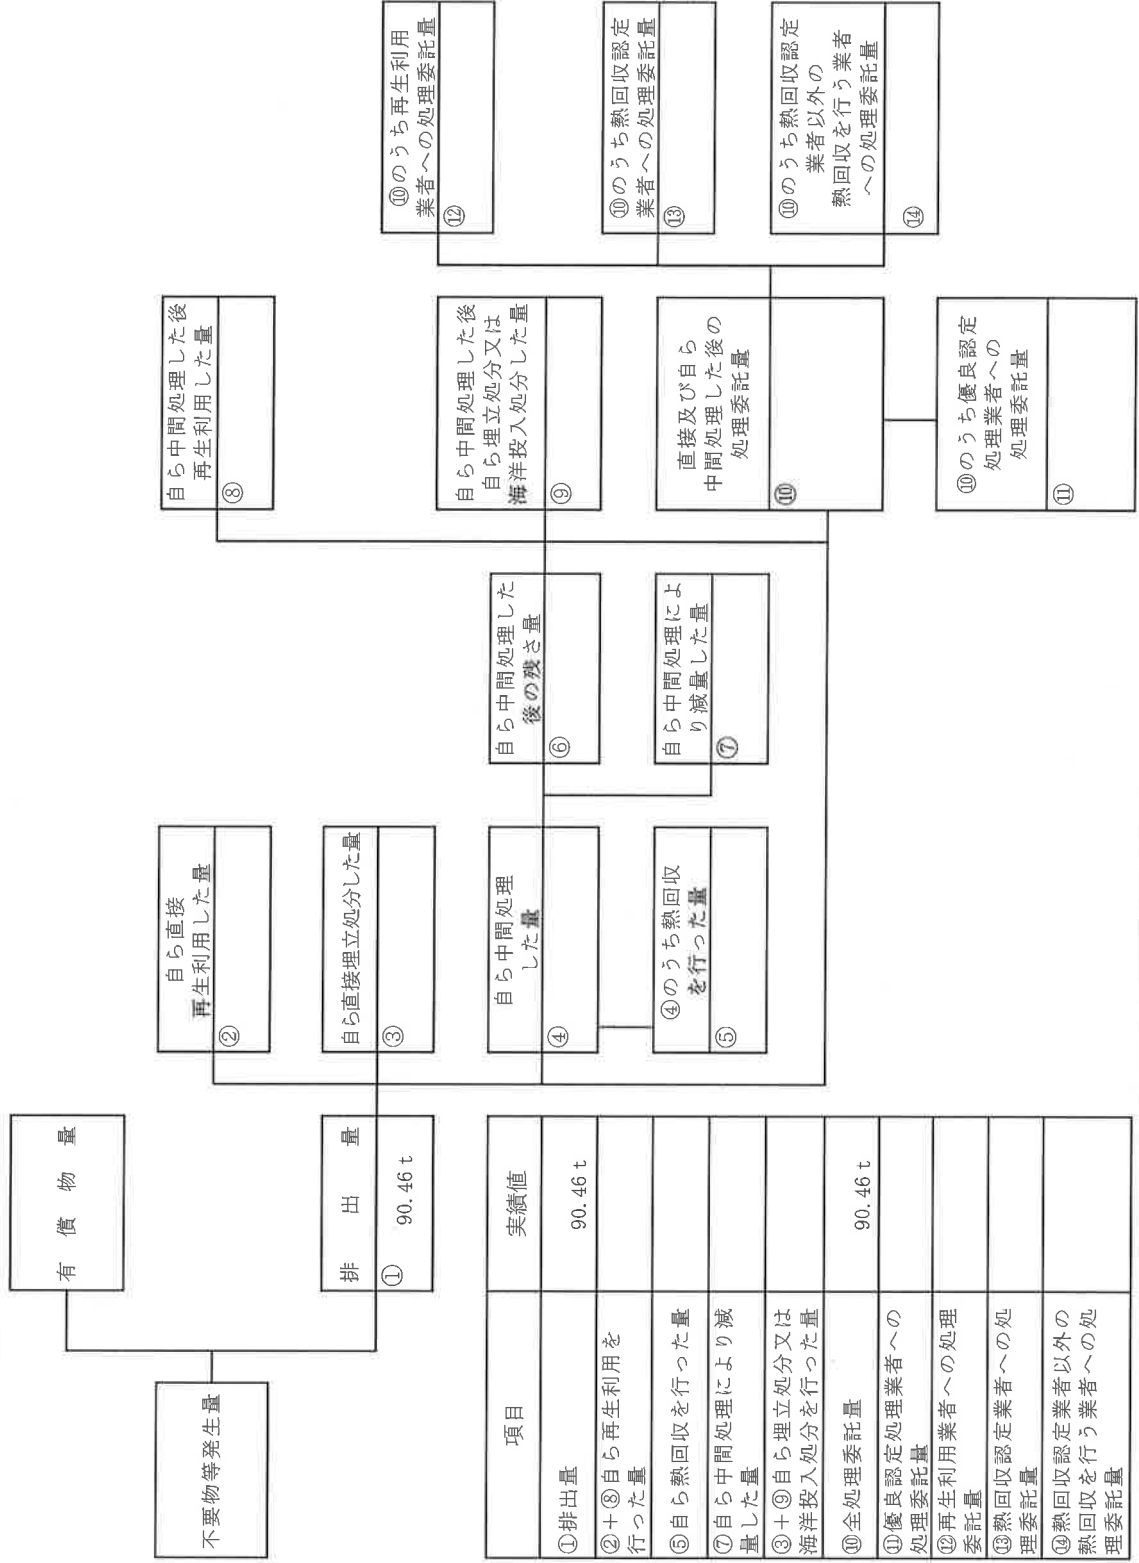 有償物量
不要物等発生量
排出量
①
90.46t
自ら直接
再生利用した量
②
自ら直接埋立処分した量
③
自ら中間処理
した量
④
④のうち熱回収
を行った量
⑤
自ら中間処理した
後の残さ量
⑥
自ら中間処理によ
り減量した量
⑦
自ら中間処理した後
再生利用した量
⑧
自ら中間処理した後
自ら埋立処分又は
海洋投入処分した量
⑨
直接及び自ら
中間処理した後の
処理委託量
⑩
⑩のうち優良認定
処理業者への
処理委託量
⑪
⑩のうち再生利用
業者への処理委託量
⑫
⑩のうち熱回収認定
業者への処理委託量
⑬
⑩のうち熱回収認定
業者以外の
熱回収を行う業者
への処理委託量
⑭
項目 実績値
①排出量 90.46t
②+⑧自ら再生利用を
行った量
⑤自ら熱回収を行った量
⑦自ら中間処理により減
量した量
③+⑨自ら埋立処分又は
海洋投入処分を行った量
⑩全処理委託量 90.46t
⑪優良認定処理業者への
処理委託量
⑫再生利用業者への処理
委託量
⑬熱回収認定業者への処
理委託量
⑭熱回収認定業者以外の
熱回収を行う業者への処
理委託量